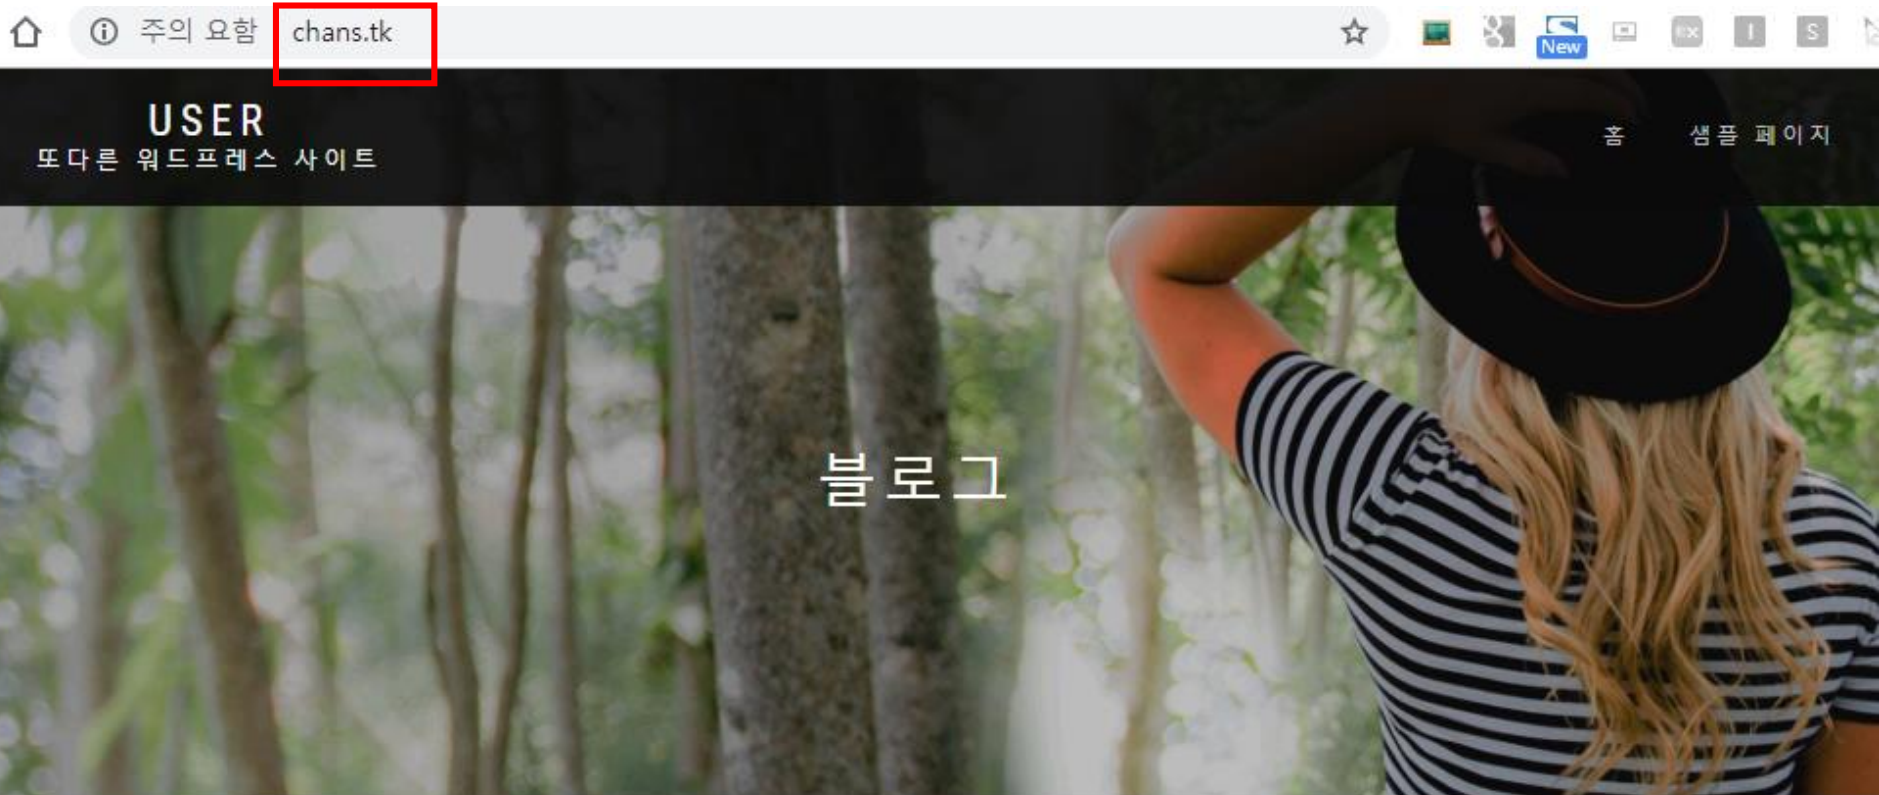 주의 요함 chans.tk
New
EX I S
USER
또다른 워드프레스 사이트
홈 샘플 페이지
블로그